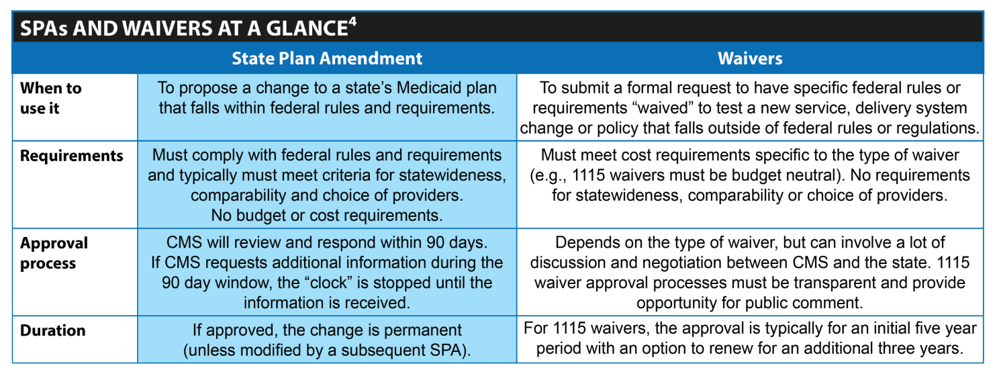 SPAs AND WAIVERS AT A GLANCE4
State Plan Amendment
Waivers
When to
use it
To propose a change to a state’s Medicaid plan
that falls within federal rules and requirements.
To submit a formal request to have specific federal rules or
requirements “waived” to test a new service, delivery system
change or policy that falls outside of federal rules or regulations.
Requirements
Must comply with federal rules and requirements
and typically must meet criteria for statewideness,
comparability and choice of providers.
No budget or cost requirements.
Must meet cost requirements specific to the type of waiver
(e.g., 1115 waivers must be budget neutral). No requirements
for statewideness, comparability or choice of providers.
Approval
process
CMS will review and respond within 90 days.
If CMS requests additional information during the
90 day window, the “clock” is stopped until the
information is received.
Depends on the type of waiver, but can involve a lot of
discussion and negotiation between CMS and the state. 1115
waiver approval processes must be transparent and provide
opportunity for public comment.
Duration
If approved, the change is permanent
(unless modified by a subsequent SPA).
For 1115 waivers, the approval is typically for an initial five year
period with an option to renew for an additional three years.